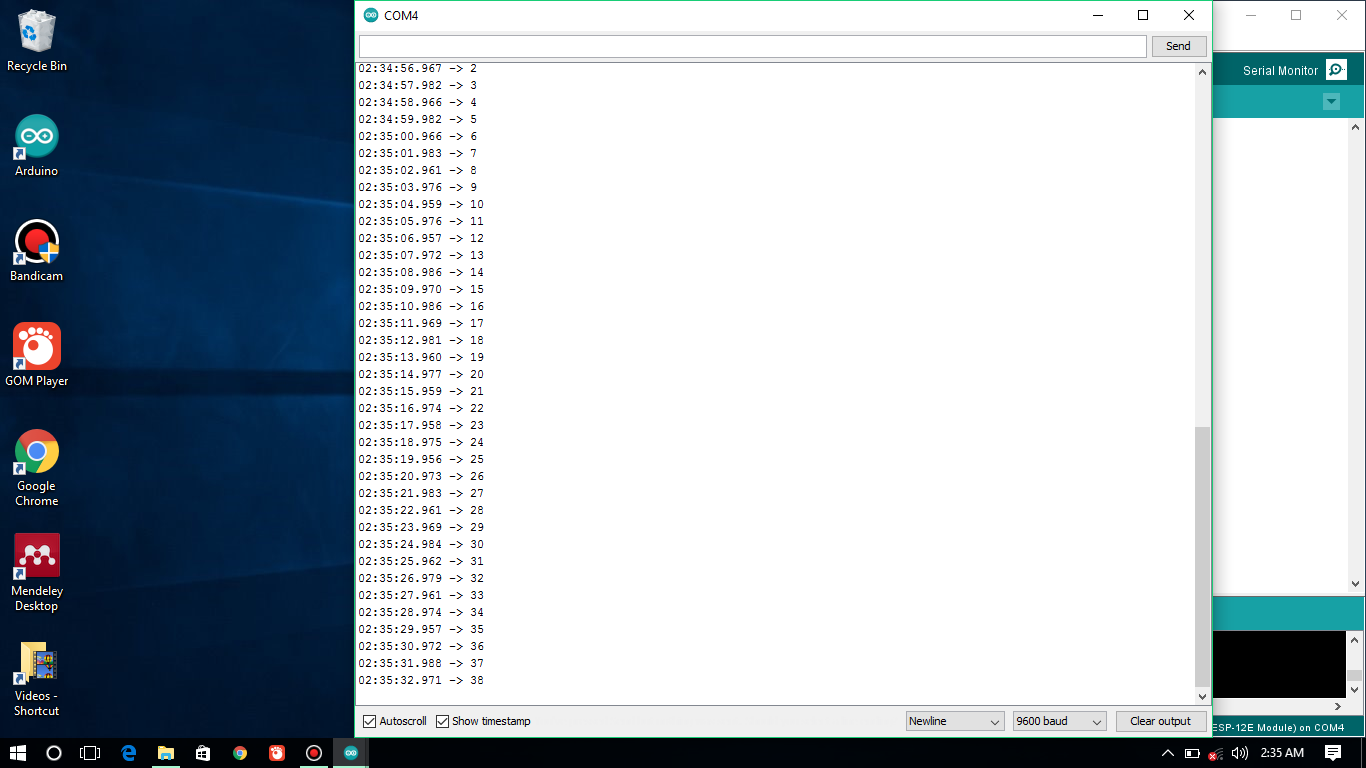 Recycle Bin
Arduino
Bandicam
GOM Player
Google
Chrome
Mendeley
Desktop
Videos -
Shortcut
COM4
Send
02:34:56.967 -> 2
02:34:57.982 -> 3
02:34:58.966 -> 4
02:34:59.982 -> 5
02:35:00.966 -> 6
02:35:01.983 -> 7
02:35:02.961 -> 8
02:35:03.976 -> 9
02:35:04.959 -> 10
02:35:05.976 -> 11
02:35:06.957 -> 12
02:35:07.972 -> 13
02:35:08.986 -> 14
02:35:09.970 -> 15
02:35:10.986 -> 16
02:35:11.969 -> 17
02:35:12.981 -> 18
02:35:13.960 -> 19
02:35:14.977 -> 20
02:35:15.959 -> 21
02:35:16.974 -> 22
02:35:17.958 -> 23
02:35:18.975 -> 24
02:35:19.956 -> 25
02:35:20.973 -> 26
02:35:21.983 -> 27
02:35:22.961 -> 28
02:35:23.969 -> 29
02:35:24.984 -> 30
02:35:25.962 -> 31
02:35:26.979 -> 32
02:35:27.961 -> 33
02:35:28.974 -> 34
02:35:29.957 -> 35
02:35:30.972 -> 36
02:35:31.988 -> 37
02:35:32.971 -> 38
Autoscroll Show timestamp Newline 9600 baud Clear output
Serial Monitor
ESP-12E Module) on COM4
2:35 AM